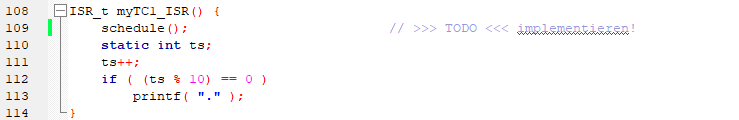 108 ISR_t myTC1_ISR() {
109 schedule(); // >>> TODO <<< implementieren!
110 static int ts;
111 ts++;
112 if ( (ts % 10) == 0 )
113 printf( "." );
114 }